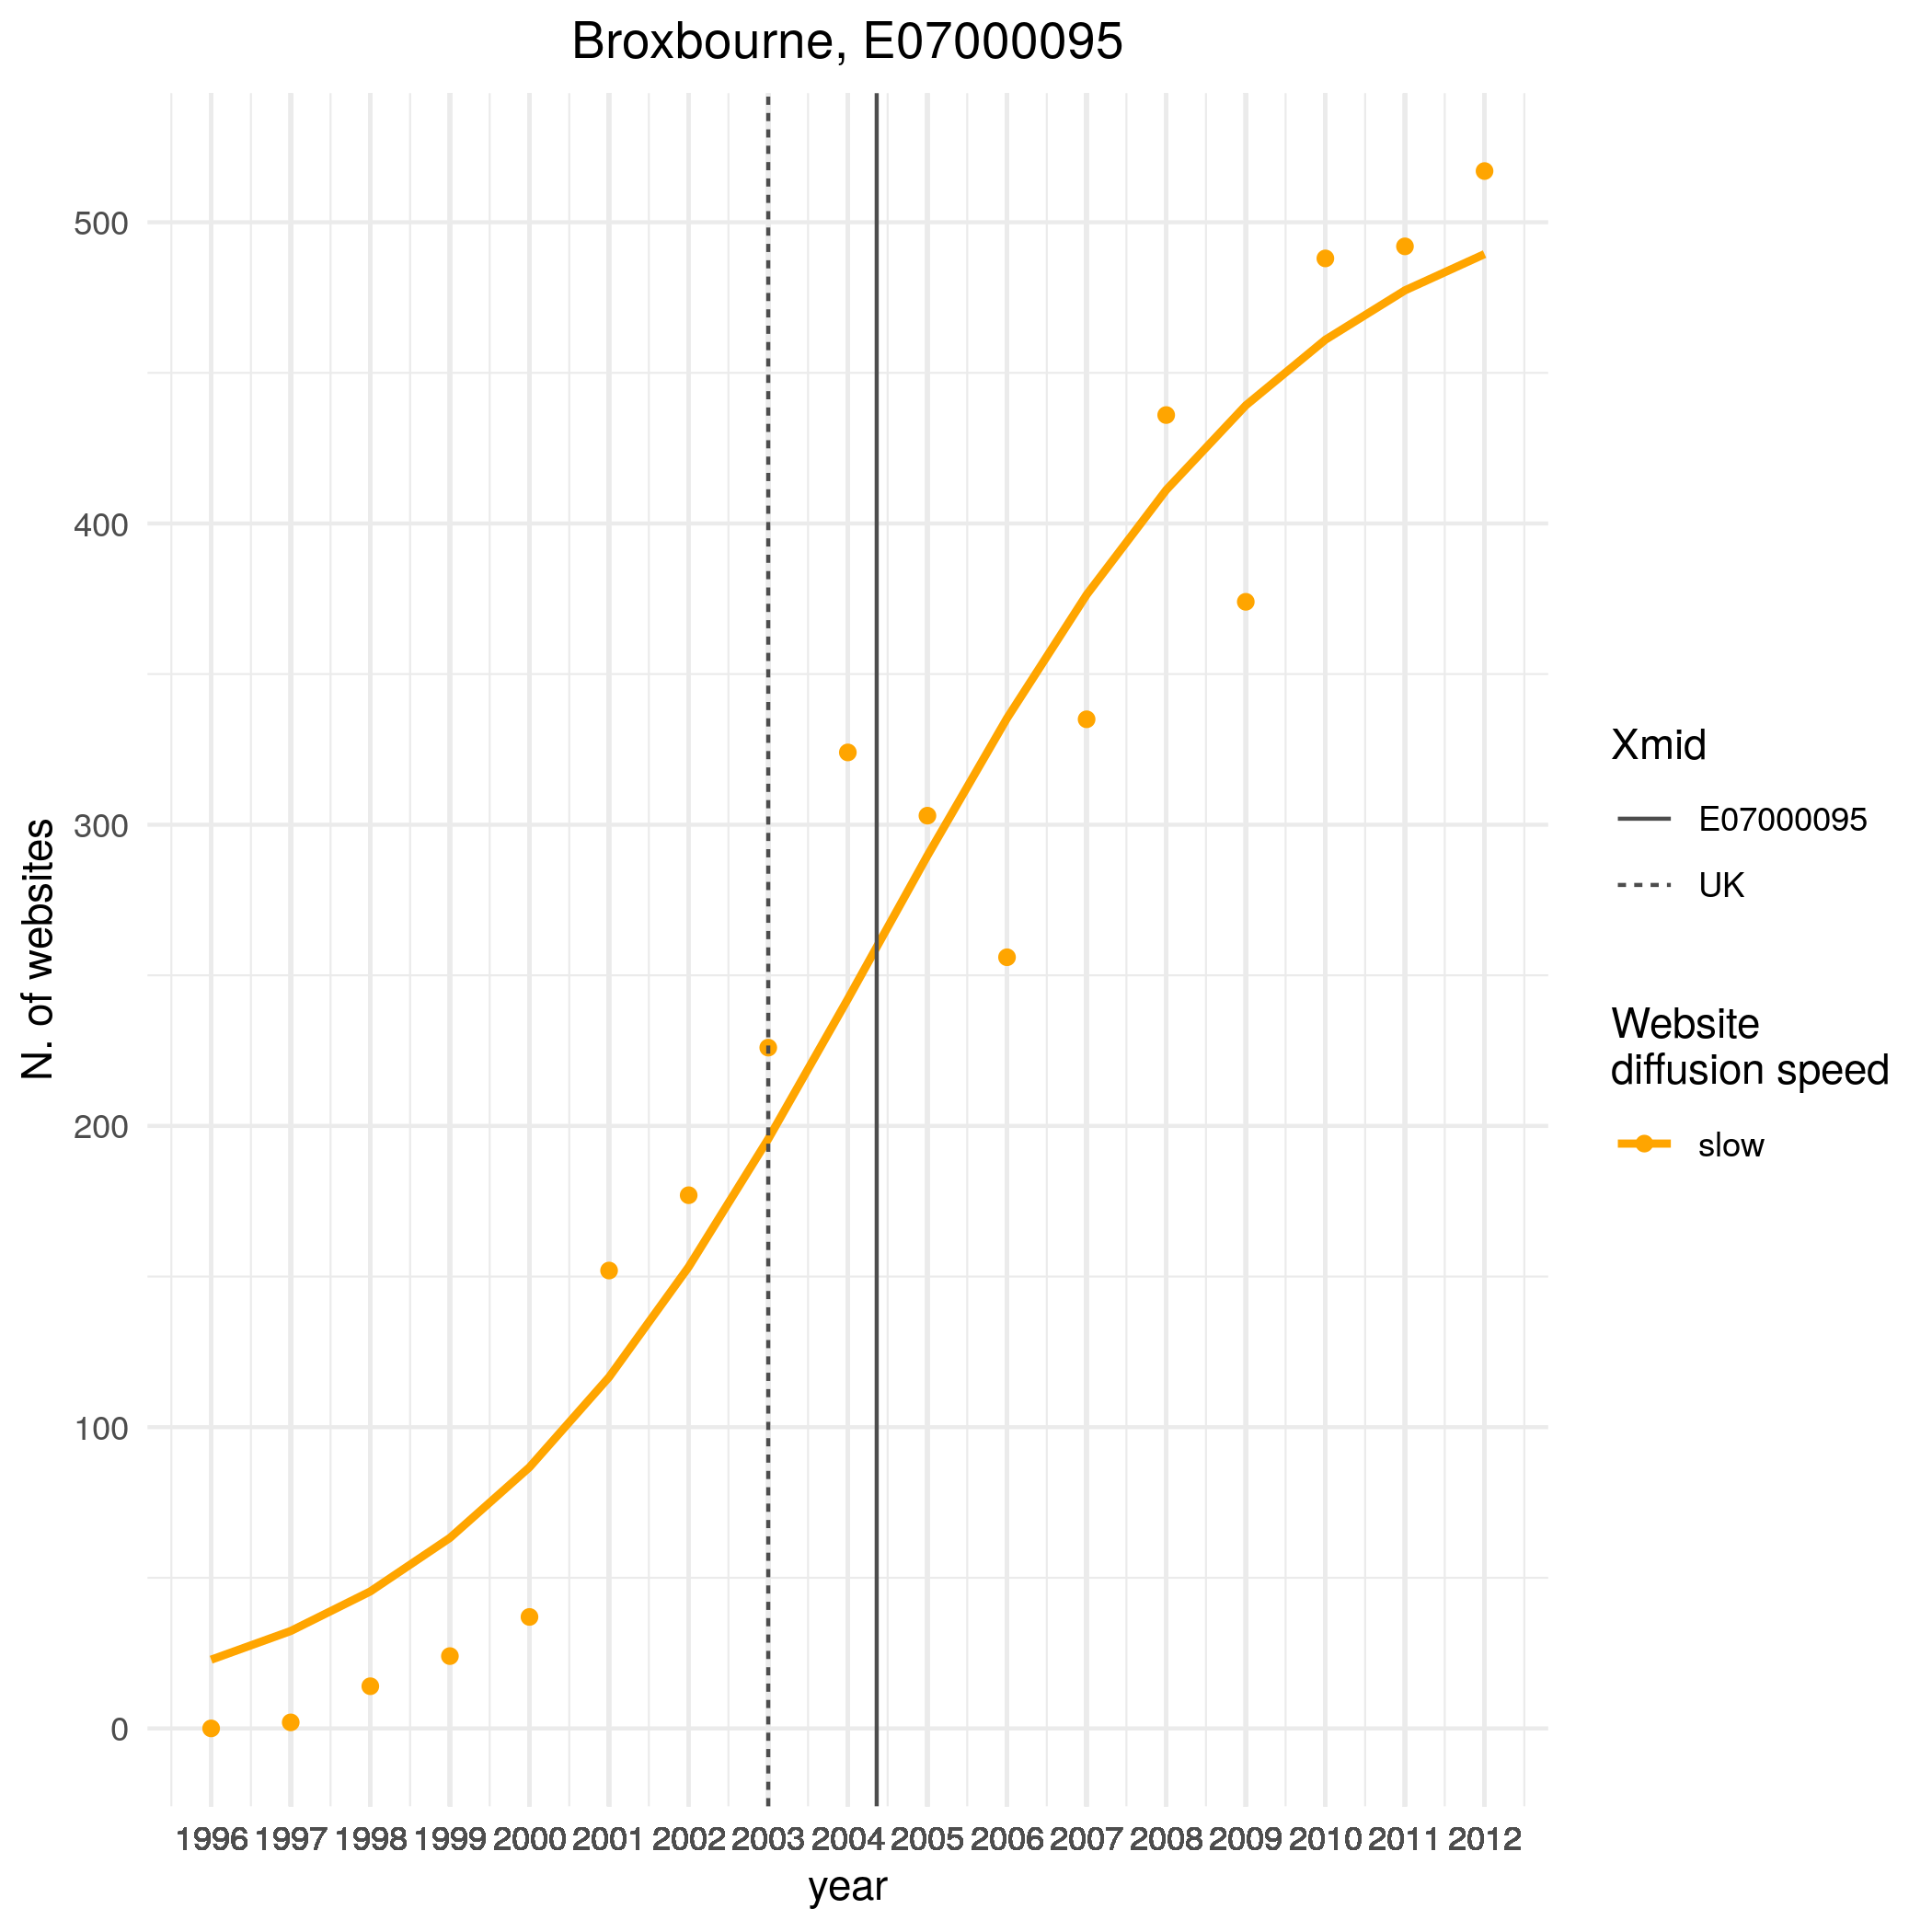 Broxbourne, E07000095
N. of websites
500
400
300
200
100
0
1996 1997 1998 1999 2000 2001 2002 2003 2004 2005 2006 2007 2008 2009 2010 2011 2012
year
Xmid
E07000095
UK
Website
diffusion speed
slow